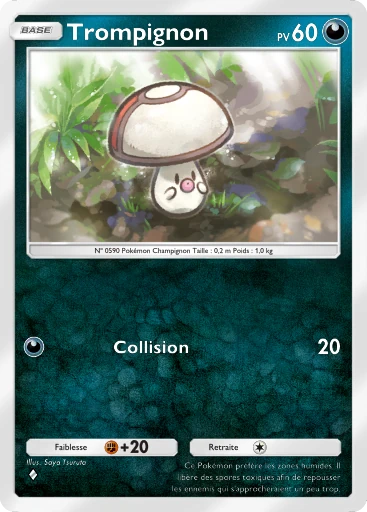 BASE
Trompignon
PV 60
N° 0590 Pokémon Champignon Taille : 0,2 m Poids : 1,0 kg
Collision 20
Faiblesse +20 Retraite
Illus. Saya Tsuruta
Ce Pokémon préfère les zones humides. Il
libère des spores toxiques afin de repousser
les ennemis qui s'approcheraient un peu trop.